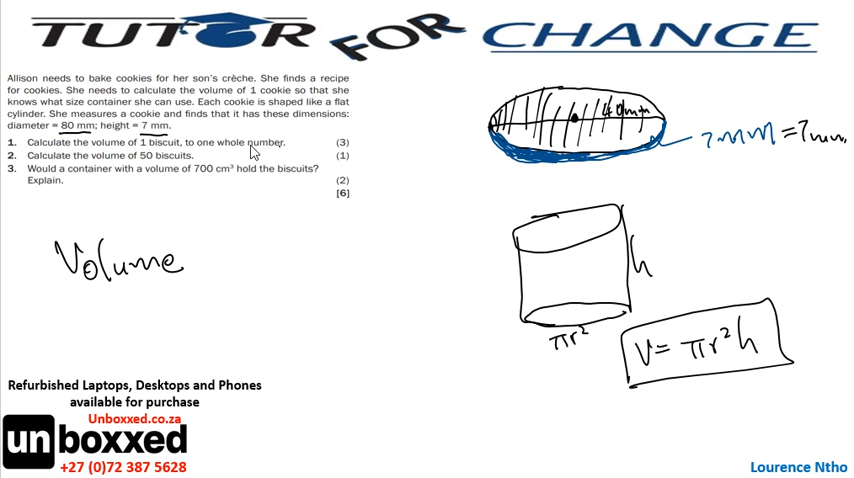 TUTOR FOR CHANGE
Allison needs to bake cookies for her son's crèche. She finds a recipe
for cookies. She needs to calculate the volume of 1 cookie so that she
knows what size container she can use. Each cookie is shaped like a flat
cylinder. She measures a cookie and finds that it has these dimensions:
diameter = 80 mm; height = 7 mm.
1. Calculate the volume of 1 biscuit, to one whole number. (3)
2. Calculate the volume of 50 biscuits. (1)
3. Would a container with a volume of 700 cm³ hold the biscuits?
Explain. (2)
[6]
40mm
7mm = 7mm
Volume
h
πr²
V = πr²h
Refurbished Laptops, Desktops and Phones
available for purchase
Unboxxed.co.za
unboxxed
+27 (0)72 387 5628
Lourence Ntho